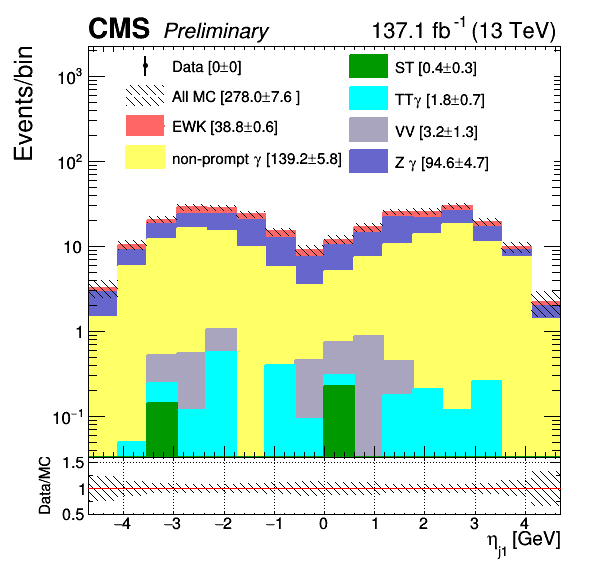 CMS Preliminary 137.1 fb⁻¹ (13 TeV)
Events/bin
Data [0±0]
All MC [278.0±7.6 ]
EWK [38.8±0.6]
non-prompt γ [139.2±5.8]
ST [0.4±0.3]
TTγ [1.8±0.7]
VV [3.2±1.3]
Z γ [94.6±4.7]
10³
10²
10
1
10⁻¹
Data/MC
1.5
1
0.5
−4 −3 −2 −1 0 1 2 3 4
η_j1 [GeV]